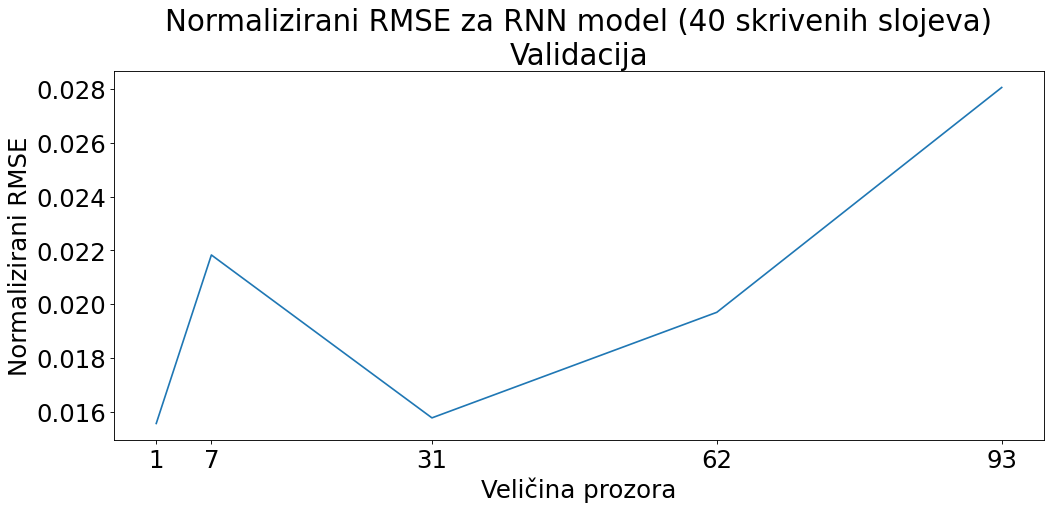 Normalizirani RMSE za RNN model (40 skrivenih slojeva)
Validacija
Normalizirani RMSE
0.028
0.026
0.024
0.022
0.020
0.018
0.016
1 7 31 62 93
Veličina prozora